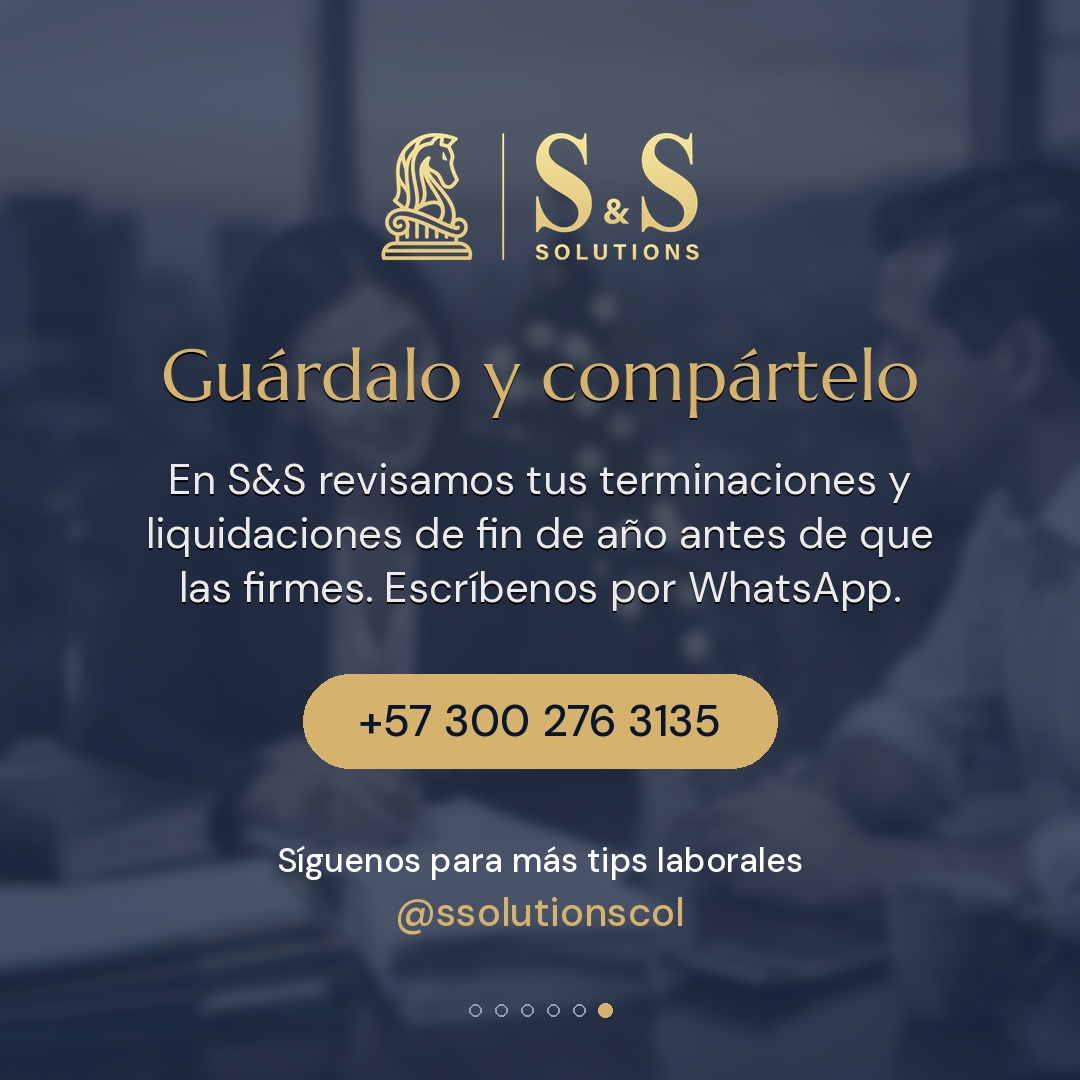 S&S
SOLUTIONS
Guárdalo y compártelo
En S&S revisamos tus terminaciones y
liquidaciones de fin de año antes de que
las firmes. Escríbenos por WhatsApp.
+57 300 276 3135
Síguenos para más tips laborales
@ssolutionscol